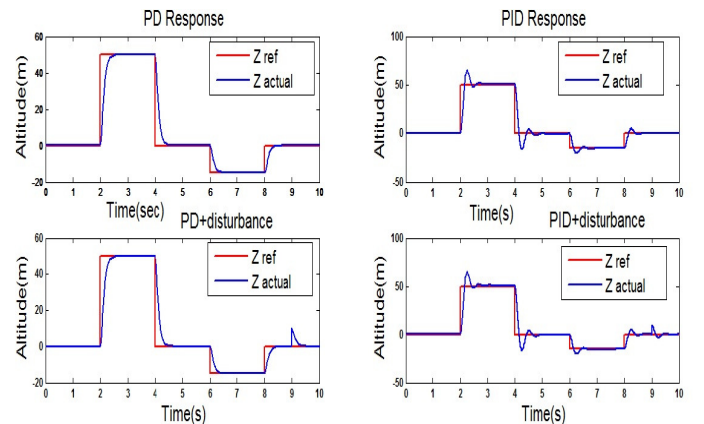 PD Response
60
40
20
0
-20
Altitude(m)
Z ref
Z actual
0 1 2 3 4 5 6 7 8 9 10
Time(sec)
PID Response
100
50
0
-50
Altitude(m)
Z ref
Z actual
0 1 2 3 4 5 6 7 8 9 10
Time(s)
PD+disturbance
60
40
20
0
-20
Altitude(m)
Z ref
Z actual
0 1 2 3 4 5 6 7 8 9 10
Time(s)
PID+disturbance
100
50
0
50
Altitude(m)
Z ref
Z actual
0 1 2 3 4 5 6 7 8 9 10
Time(s)